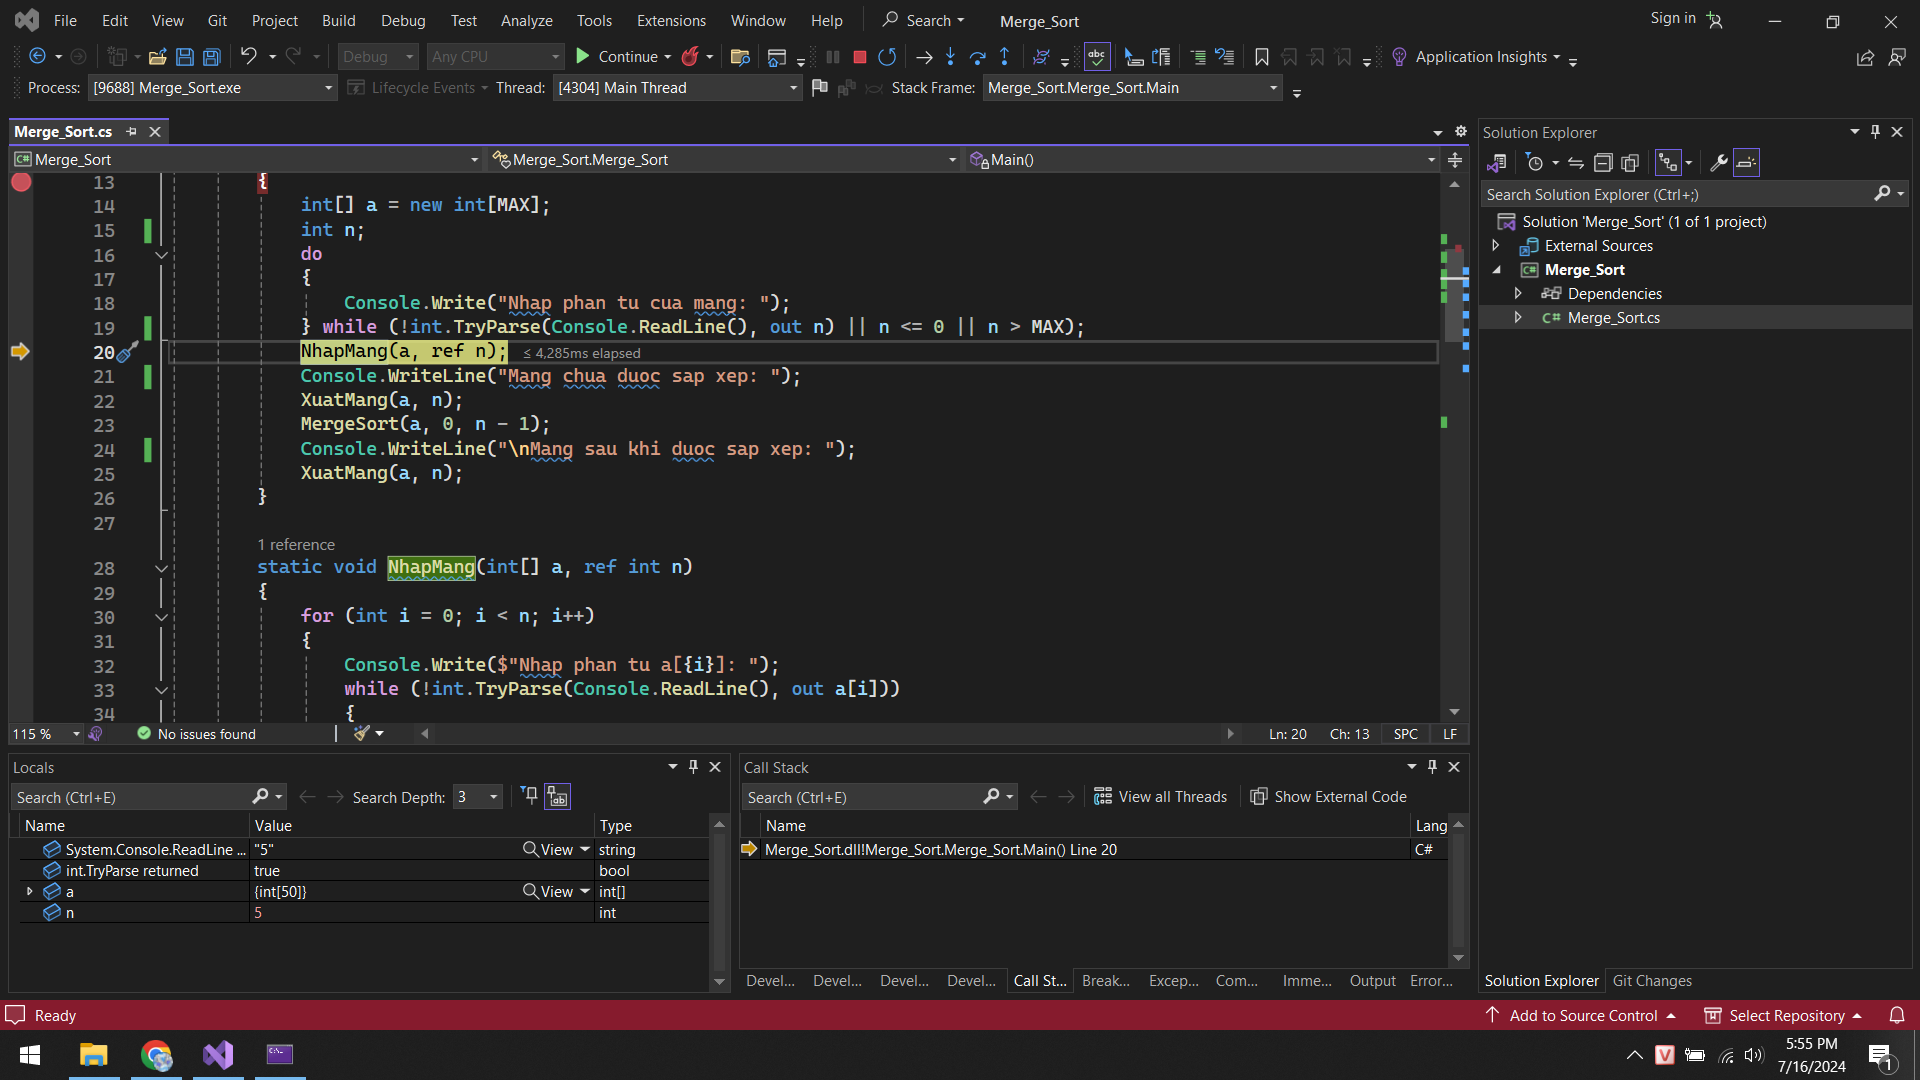 File Edit View Git Project Build Debug Test Analyze Tools Extensions Window Help Search Merge_Sort Sign in
Debug Any CPU Continue abc Application Insights
Process: [9688] Merge_Sort.exe Lifecycle Events Thread: [4304] Main Thread Stack Frame: Merge_Sort.Merge_Sort.Main
Merge_Sort.cs
C# Merge_Sort Merge_Sort.Merge_Sort Main()
13 {
14 int[] a = new int[MAX];
15 int n;
16 do
17 {
18 Console.Write("Nhap phan tu cua mang: ");
19 } while (!int.TryParse(Console.ReadLine(), out n) || n <= 0 || n > MAX);
20 NhapMang(a, ref n); ≤ 4,285ms elapsed
21 Console.WriteLine("Mang chua duoc sap xep: ");
22 XuatMang(a, n);
23 MergeSort(a, 0, n - 1);
24 Console.WriteLine("\nMang sau khi duoc sap xep: ");
25 XuatMang(a, n);
26 }
27
1 reference
28 static void NhapMang(int[] a, ref int n)
29 {
30 for (int i = 0; i < n; i++)
31 {
32 Console.Write($"Nhap phan tu a[{i}]: ");
33 while (!int.TryParse(Console.ReadLine(), out a[i]))
34 {
115 % No issues found Ln: 20 Ch: 13 SPC LF
Solution Explorer
Search Solution Explorer (Ctrl+;)
Solution 'Merge_Sort' (1 of 1 project)
External Sources
C# Merge_Sort
Dependencies
C# Merge_Sort.cs
Locals
Search (Ctrl+E) Search Depth: 3
Name Value Type
System.Console.ReadLine ... "5" View string
int.TryParse returned true bool
a {int[50]} View int[]
n 5 int
Call Stack
Search (Ctrl+E) View all Threads Show External Code
Name Lang
Merge_Sort.dll!Merge_Sort.Merge_Sort.Main() Line 20 C#
Devel... Devel... Devel... Devel... Call St... Break... Excep... Com... Imme... Output Error...
Solution Explorer Git Changes
Ready Add to Source Control Select Repository
V 5:55 PM
7/16/2024 1